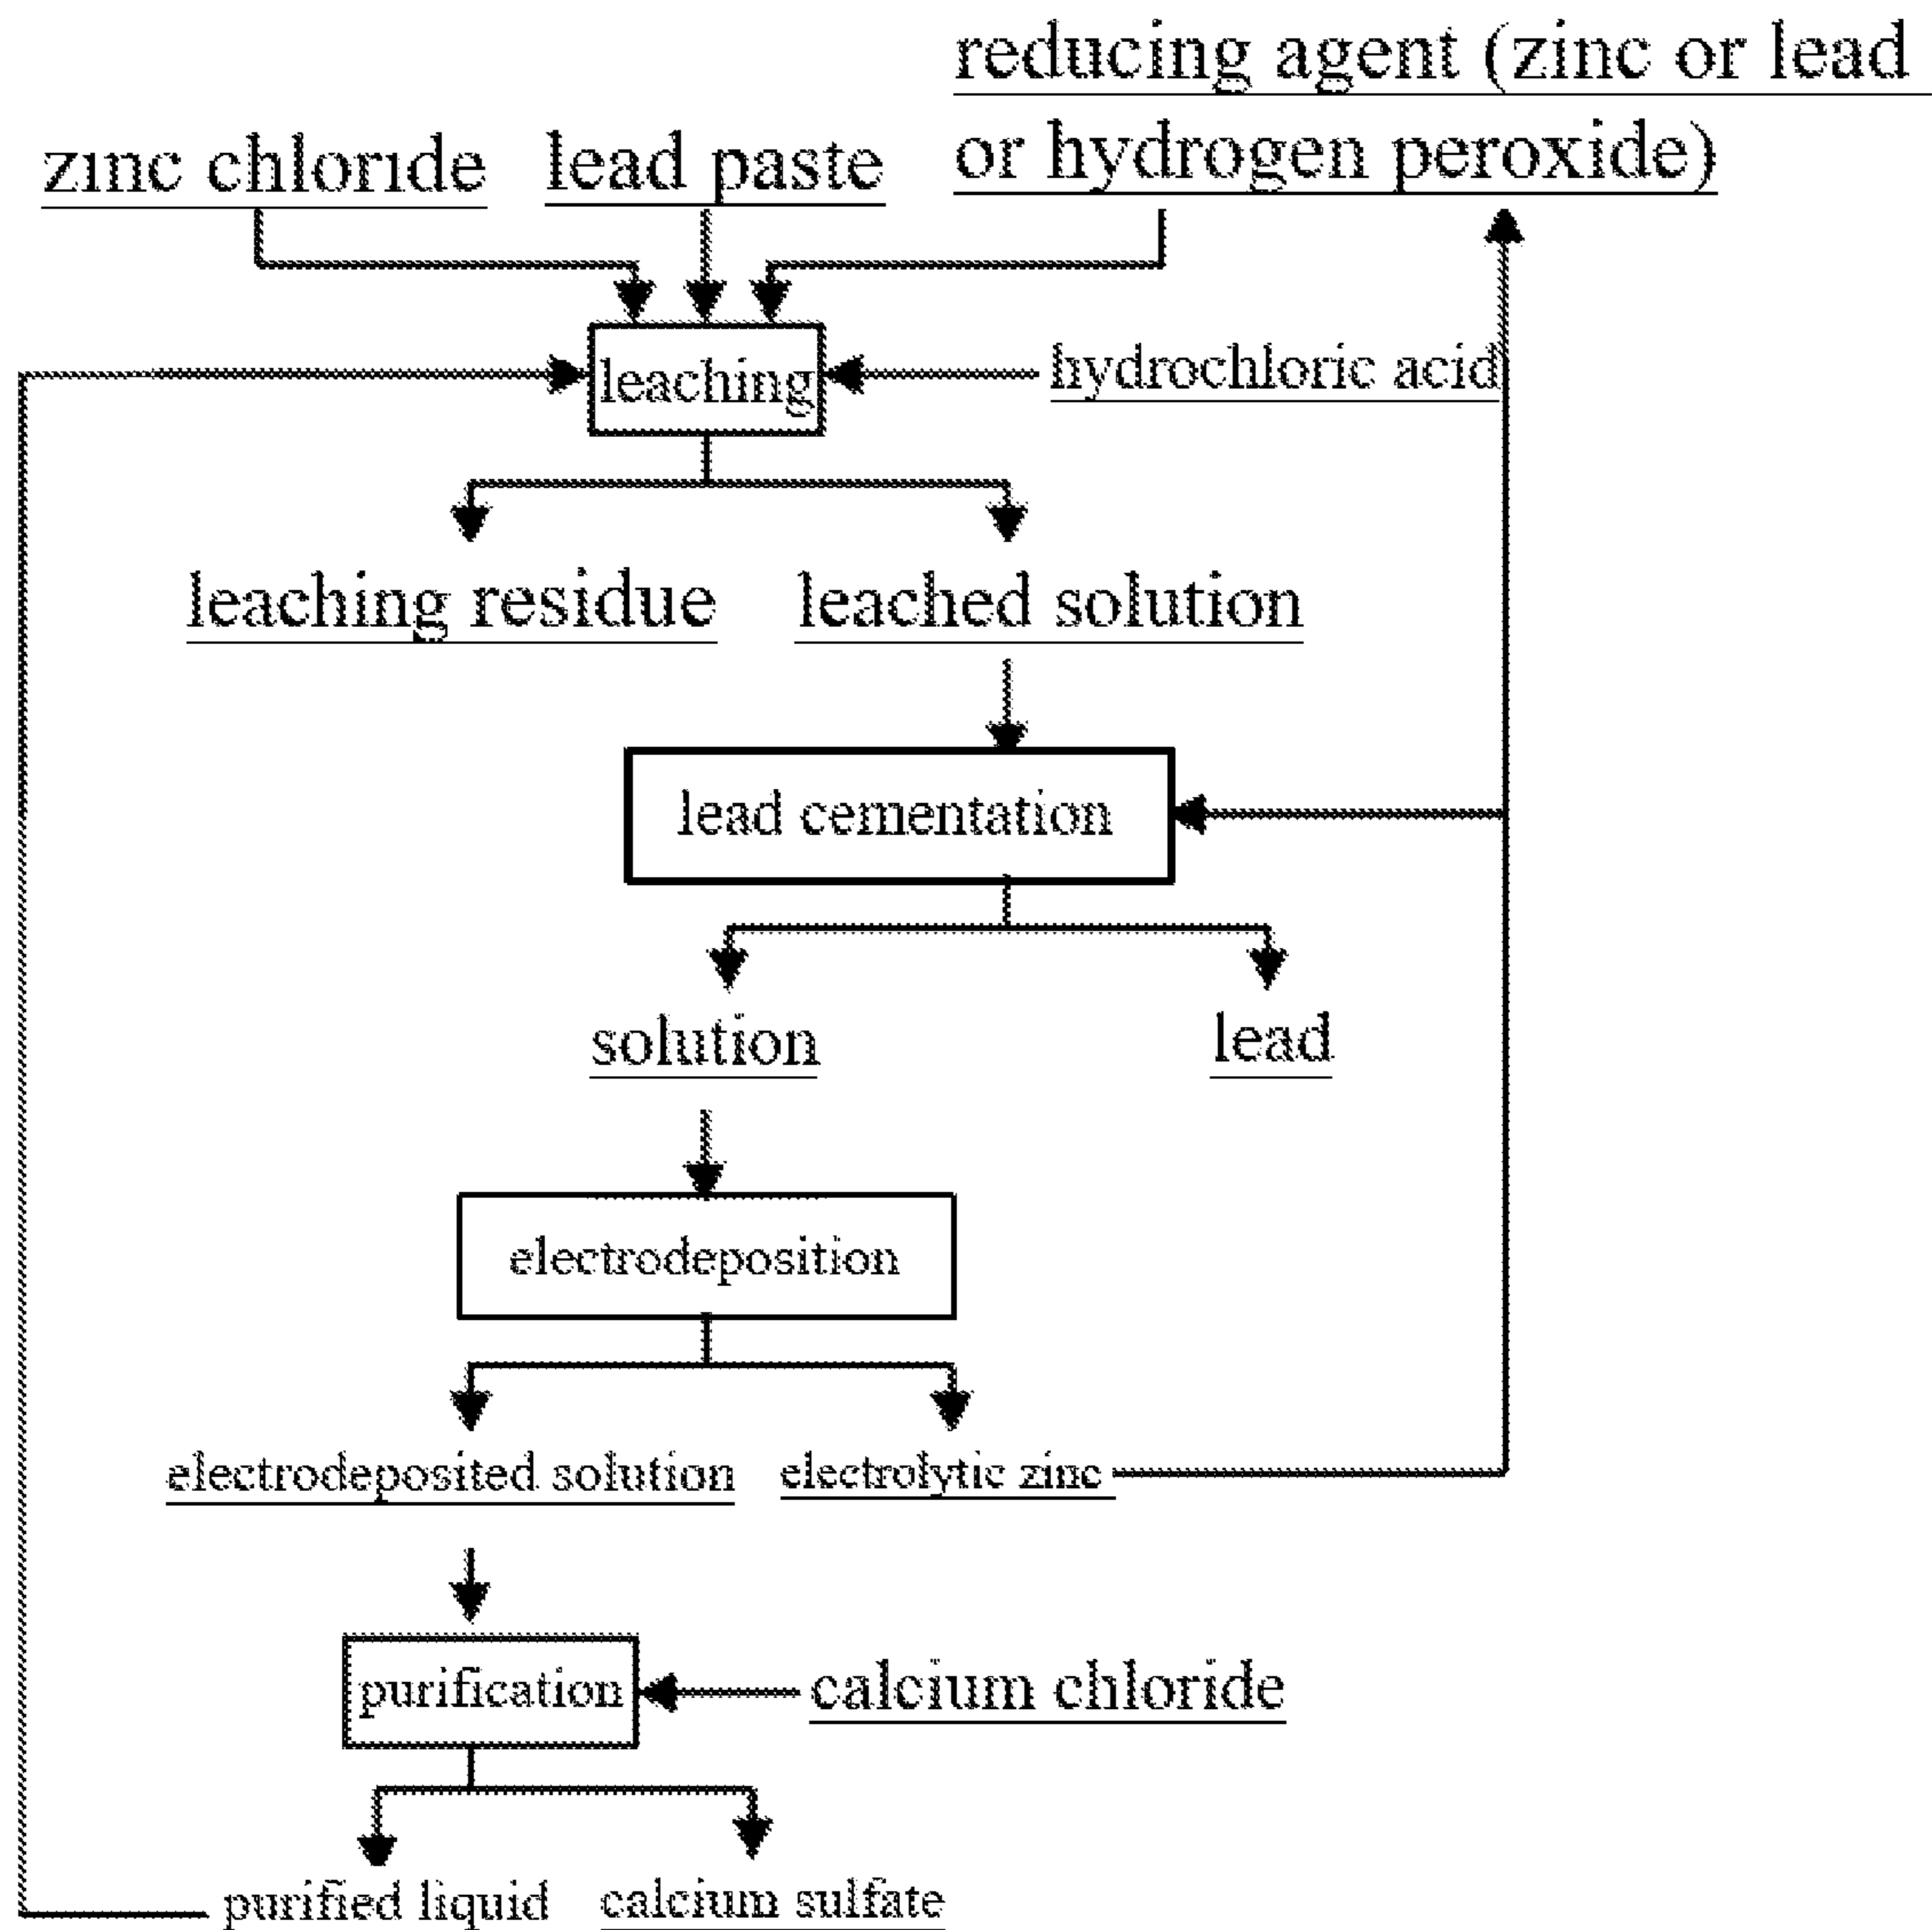 reducing agent (zinc or lead
or hydrogen peroxide)
zinc chloride
lead paste
leaching
hydrochloric acid
leaching residue
leached solution
lead cementation
solution
lead
electrodeposition
electrodeposited solution
electrolytic zinc
purification
calcium chloride
purified liquid
calcium sulfate